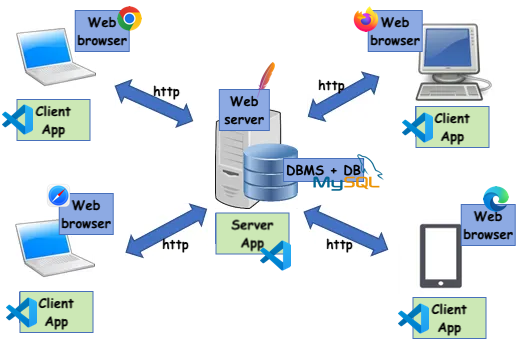 Web
browser
http
Client
App
Web
server
DBMS + DB
MySQL
http
Web
browser
Client
App
Web
browser
http
Client
App
Server
App
http
Web
browser
Client
App